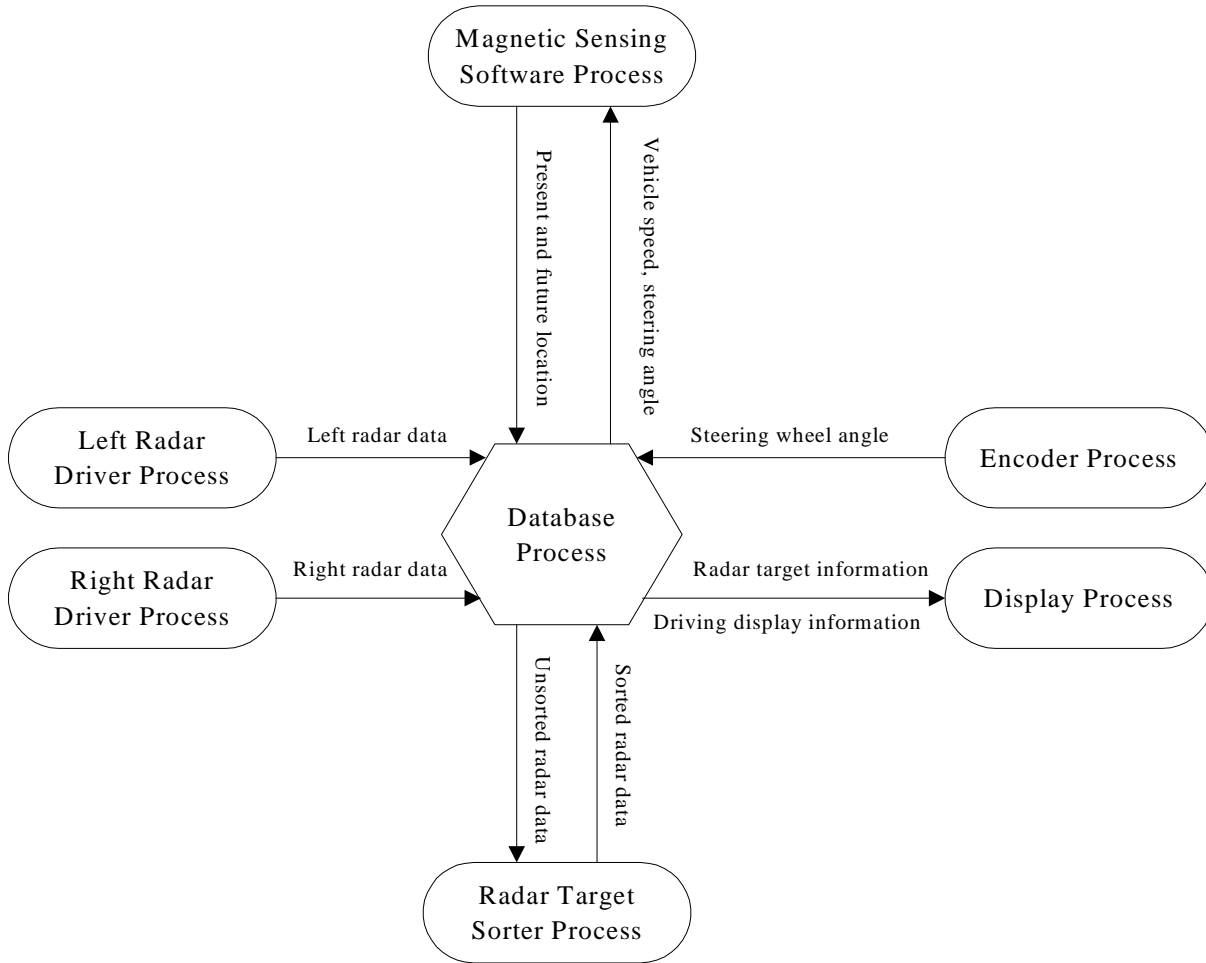 Magnetic Sensing
Software Process
Present and future location
Vehicle speed, steering angle
Left Radar
Driver Process
Left radar data
Steering wheel angle
Encoder Process
Database
Process
Right Radar
Driver Process
Right radar data
Radar target information
Driving display information
Display Process
Unsorted radar data
Sorted radar data
Radar Target
Sorter Process